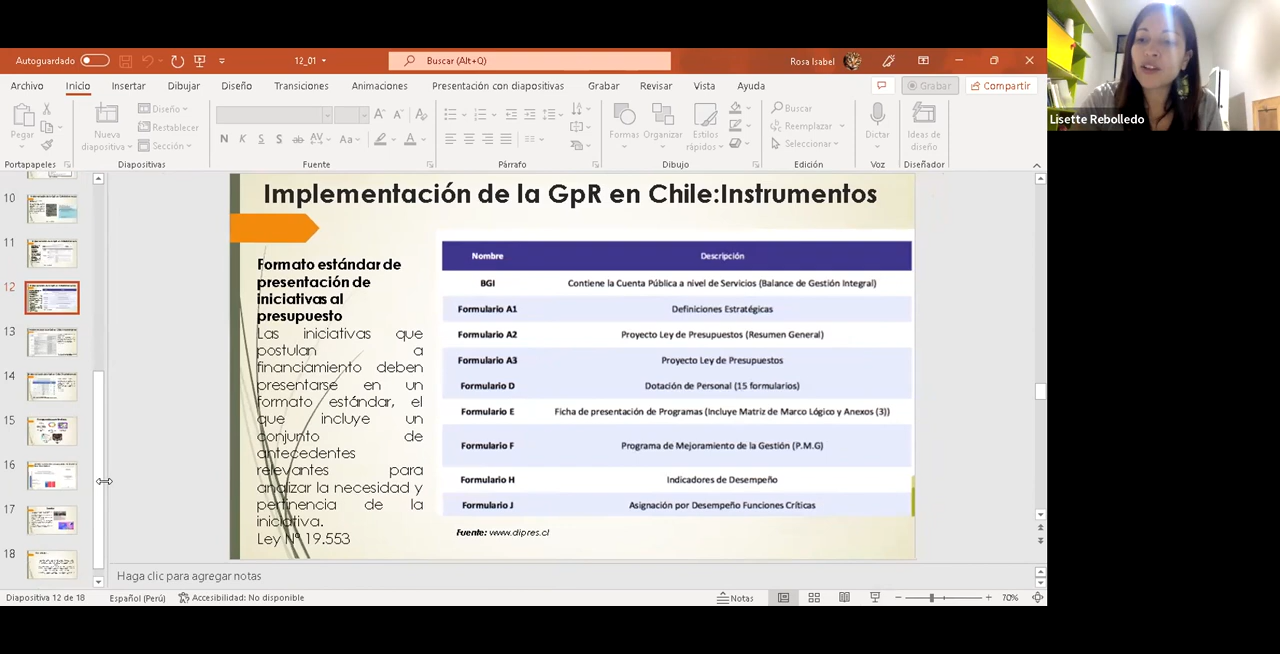 Autoguardado
12_01
Buscar (Alt+Q)
Rosa Isabel
Archivo Inicio Insertar Dibujar Diseño Transiciones Animaciones Presentación con diapositivas Grabar Revisar Vista Ayuda
Grabar
Compartir
Pegar
Nueva
diapositiva
Diseño
Restablecer
Sección
N K S S ab AV Aa A
Formas
Organizar
Estilos
rápidos
Buscar
Reemplazar
Seleccionar
Dictar
Ideas de
diseño
Portapapeles Diapositivas Fuente Párrafo Dibujo Edición Voz Diseñador
10
11
12
13
14
15
16
17
18
Implementación de la GpR en Chile:Instrumentos
Formato estándar de
presentación de
iniciativas al
presupuesto
Las iniciativas que
postulan a
financiamiento deben
presentarse en un
formato estándar, el
que incluye un
conjunto de
antecedentes
relevantes para
analizar la necesidad y
pertinencia de la
iniciativa.
Ley N° 19.553
Nombre Descripción
BGI Contiene la Cuenta Pública a nivel de Servicios (Balance de Gestión Integral)
Formulario A1 Definiciones Estratégicas
Formulario A2 Proyecto Ley de Presupuestos (Resumen General)
Formulario A3 Proyecto Ley de Presupuestos
Formulario D Dotación de Personal (15 formularios)
Formulario E Ficha de presentación de Programas (Incluye Matriz de Marco Lógico y Anexos (3))
Formulario F Programa de Mejoramiento de la Gestión (P.M.G)
Formulario H Indicadores de Desempeño
Formulario J Asignación por Desempeño Funciones Críticas
Fuente: www.dipres.cl
Haga clic para agregar notas
Diapositiva 12 de 18 Español (Perú) Accesibilidad: No disponible Notas 70%
Lisette Rebolledo